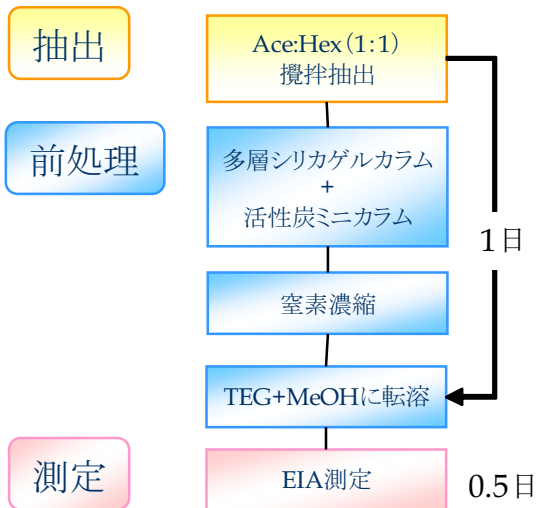 抽出
Ace:Hex(1:1)
攪拌抽出
前処理
多層シリカゲルカラム
+
活性炭ミニカラム
1日
窒素濃縮
TEG+MeOHに転溶
測定
EIA測定
0.5日